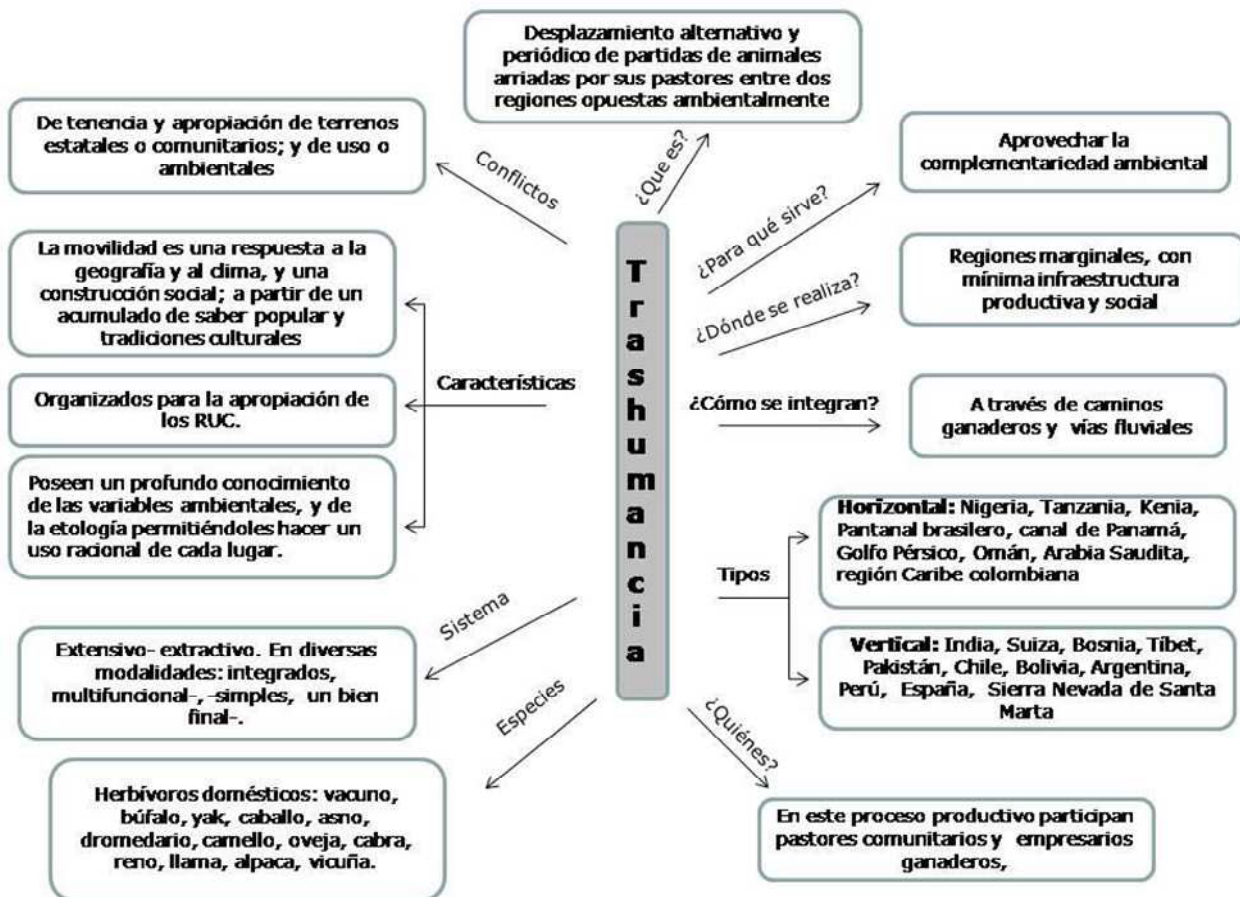 Desplazamiento alternativo y
periódico de partidas de animales
arriadas por sus pastores entre dos
regiones opuestas ambientalmente
De tenencia y apropiación de terrenos
estatales o comunitarios; y de uso o
ambientales
Conflictos
¿Que es?
Aprovechar la
complementariedad ambiental
¿Para qué sirve?
La movilidad es una respuesta a la
geografía y al clima, y una
construcción social; a partir de un
acumulado de saber popular y
tradiciones culturales
Trashumancia
Regiones marginales, con
mínima infraestructura
productiva y social
¿Dónde se realiza?
Características
Organizados para la apropiación de
los RUC.
¿Cómo se integran?
A través de caminos
ganaderos y vías fluviales
Poseen un profundo conocimiento
de las variables ambientales, y de
la etología permitiéndoles hacer un
uso racional de cada lugar.
Horizontal: Nigeria, Tanzania, Kenia,
Pantanal brasilero, canal de Panamá,
Golfo Pérsico, Omán, Arabia Saudita,
región Caribe colombiana
Tipos
Vertical: India, Suiza, Bosnia, Tíbet,
Pakistán, Chile, Bolivia, Argentina,
Perú, España, Sierra Nevada de Santa
Marta
Sistema
Extensivo- extractivo. En diversas
modalidades: integrados,
multifuncional-, -simples, un bien
final-.
Especies
¿Quiénes?
Herbívoros domésticos: vacuno,
búfalo, yak, caballo, asno,
dromedario, camello, oveja, cabra,
reno, llama, alpaca, vicuña.
En este proceso productivo participan
pastores comunitarios y empresarios
ganaderos,